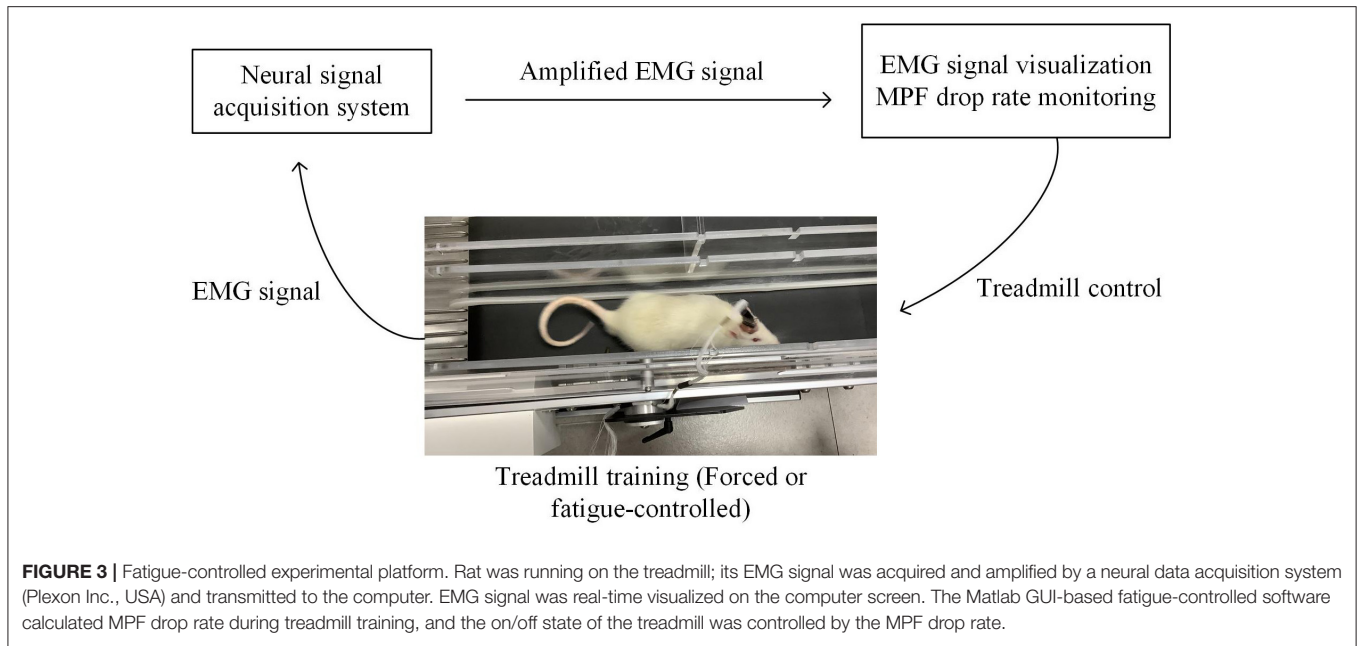 Neural signal
acquisition system
Amplified EMG signal
EMG signal visualization
MPF drop rate monitoring
EMG signal
Treadmill control
Treadmill training (Forced or
fatigue-controlled)
FIGURE 3 | Fatigue-controlled experimental platform. Rat was running on the treadmill; its EMG signal was acquired and amplified by a neural data acquisition system
(Plexon Inc., USA) and transmitted to the computer. EMG signal was real-time visualized on the computer screen. The Matlab GUI-based fatigue-controlled software
calculated MPF drop rate during treadmill training, and the on/off state of the treadmill was controlled by the MPF drop rate.